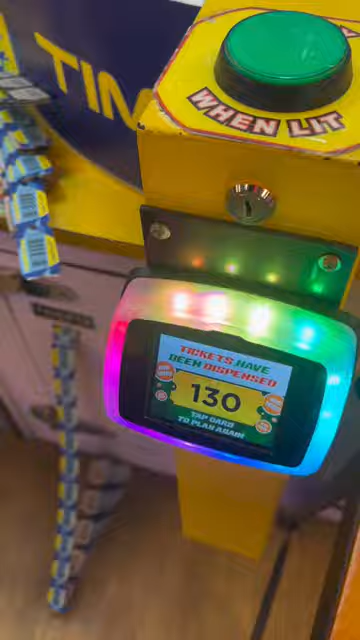 TIM
WHEN LIT
TICKETS HAVE
BEEN DISPENSED
130
TAP CARD
TO PLAY AGAIN